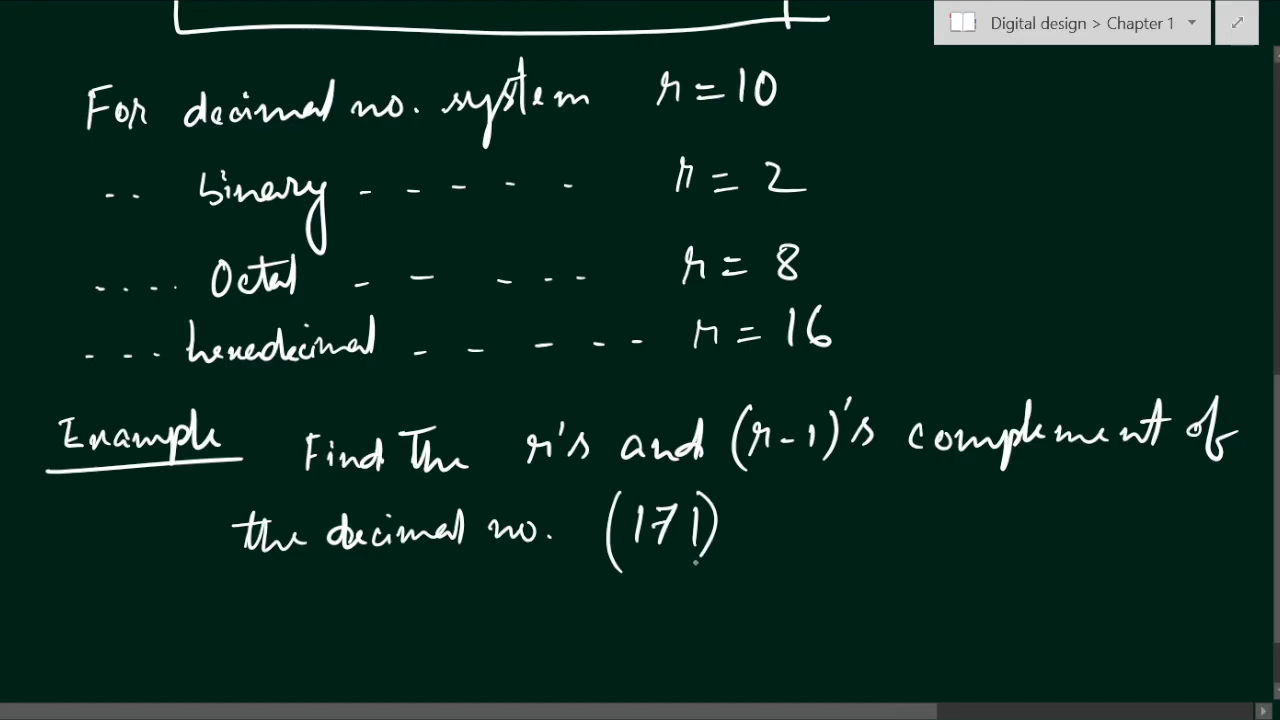 Digital design > Chapter 1
For decimal no. system r = 10
.. binary - - - - - r = 2
.... Octal - - - - - r = 8
... hexedecimal - - - - - r = 16
Example Find the r's and (r-1)'s complement of
the decimal no. (171)